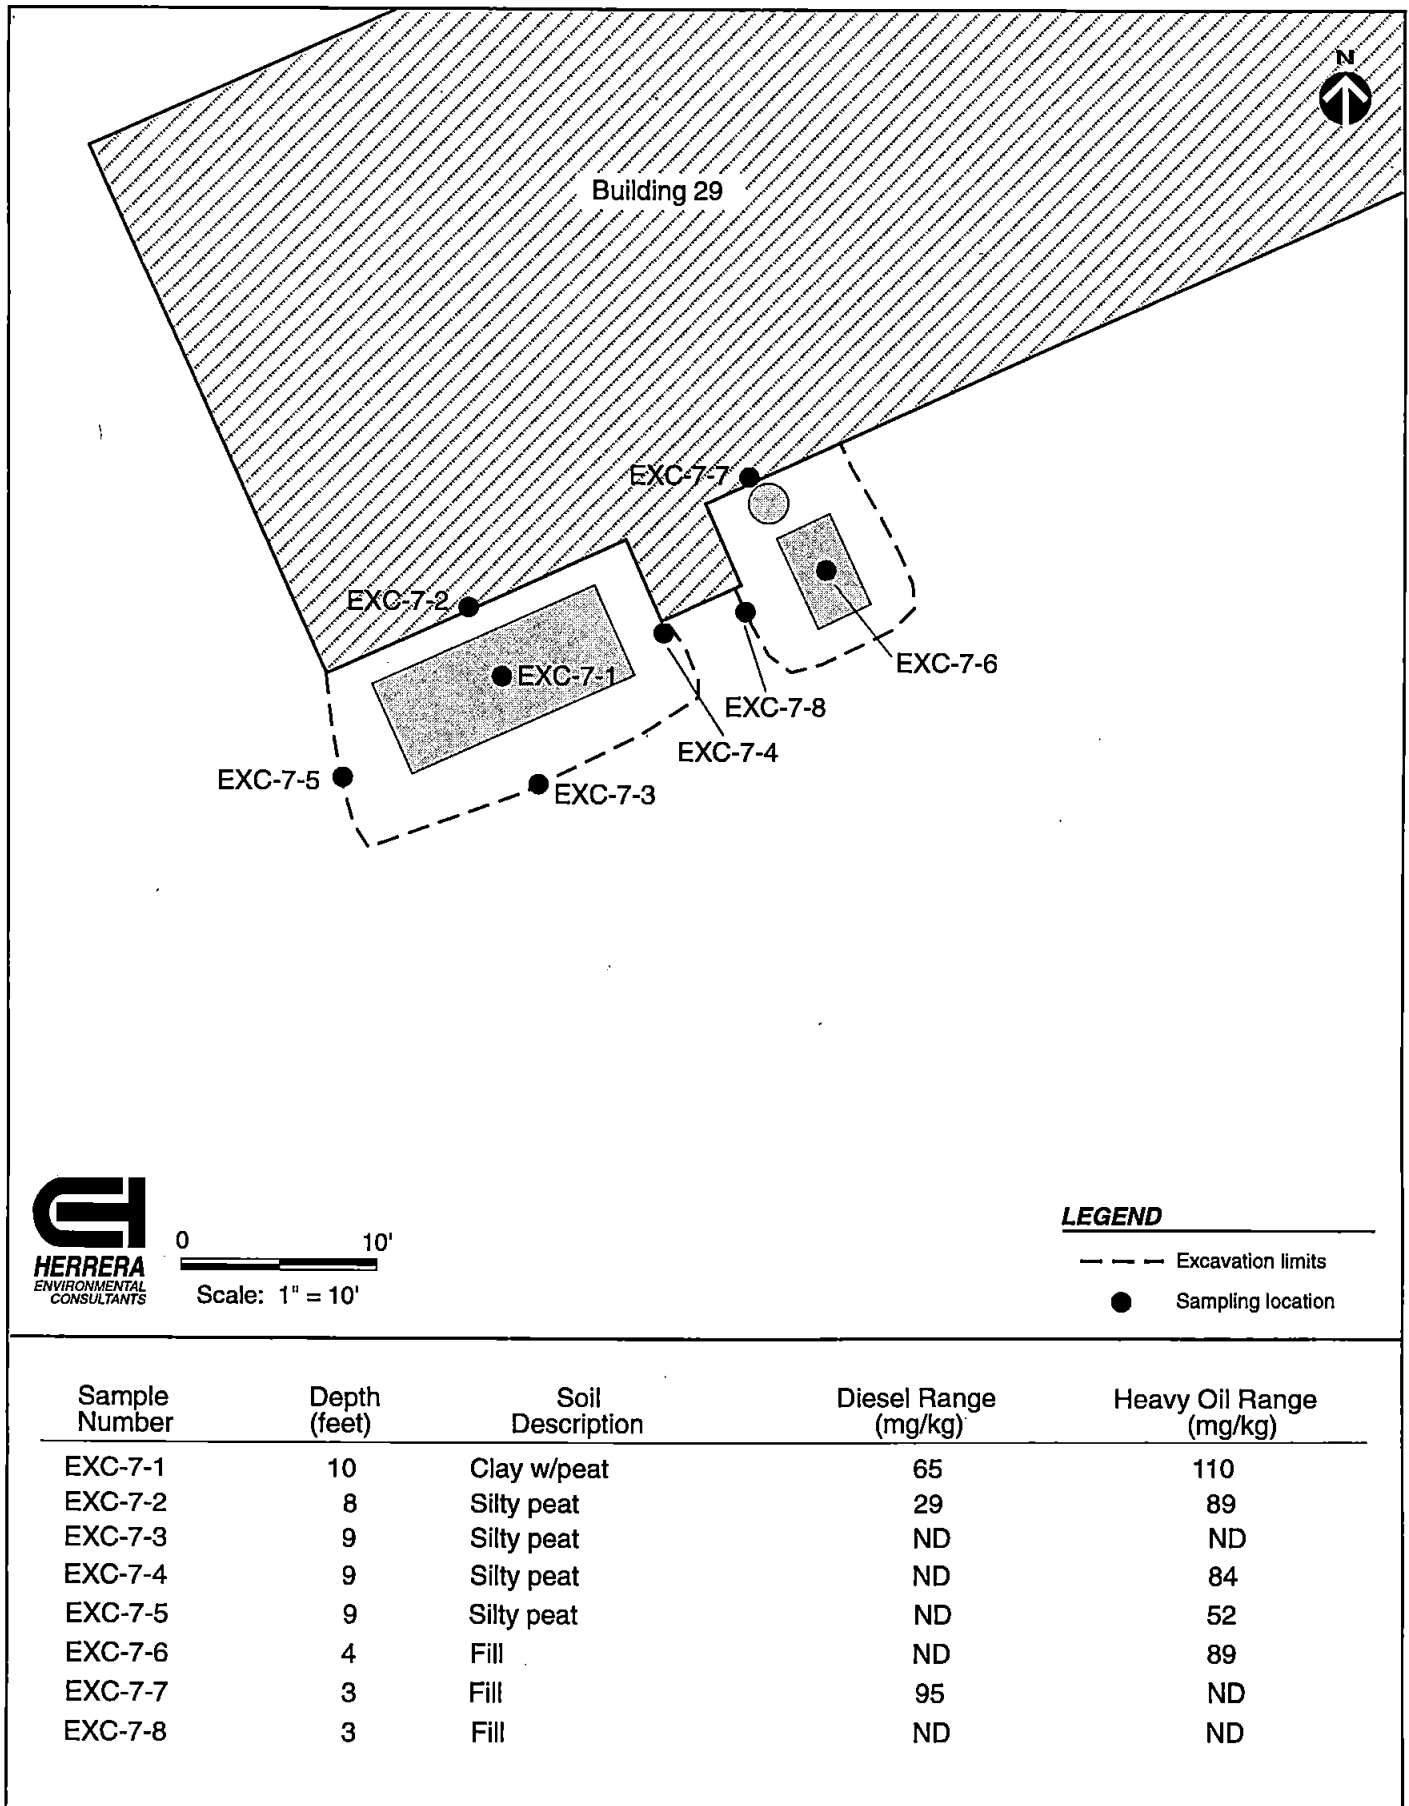 N
Building 29
EXC-7-7
EXC-7-2
EXC-7-1
EXC-7-6
EXC-7-8
EXC-7-4
EXC-7-5
EXC-7-3
HERRERA
ENVIRONMENTAL
CONSULTANTS
0 10'
Scale: 1" = 10'
LEGEND
Excavation limits
Sampling location
Sample Depth Soil Diesel Range Heavy Oil Range
Number (feet) Description (mg/kg) (mg/kg)
EXC-7-1 10 Clay w/peat 65 110
EXC-7-2 8 Silty peat 29 89
EXC-7-3 9 Silty peat ND ND
EXC-7-4 9 Silty peat ND 84
EXC-7-5 9 Silty peat ND 52
EXC-7-6 4 Fill ND 89
EXC-7-7 3 Fill 95 ND
EXC-7-8 3 Fill ND ND